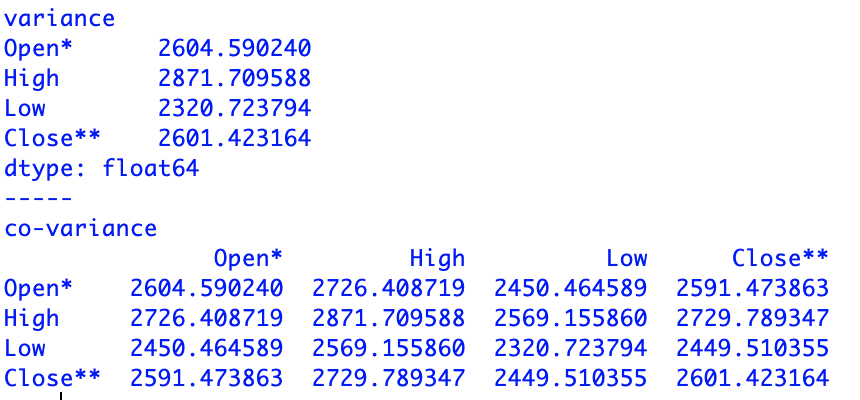 variance
Open*      2604.590240
High       2871.709588
Low        2320.723794
Close**    2601.423164
dtype: float64
-----
co-variance
               Open*         High          Low      Close**
Open*    2604.590240  2726.408719  2450.464589  2591.473863
High     2726.408719  2871.709588  2569.155860  2729.789347
Low      2450.464589  2569.155860  2320.723794  2449.510355
Close**  2591.473863  2729.789347  2449.510355  2601.423164